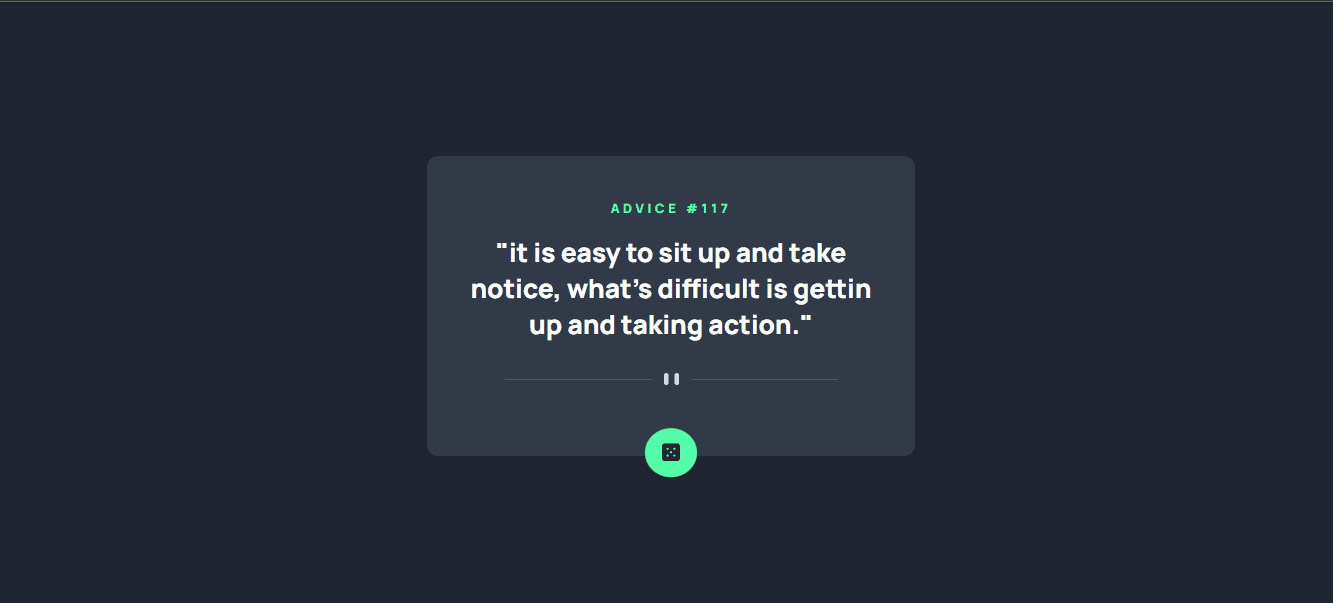 ADVICE #117
"it is easy to sit up and take
notice, what's difficult is gettin
up and taking action."